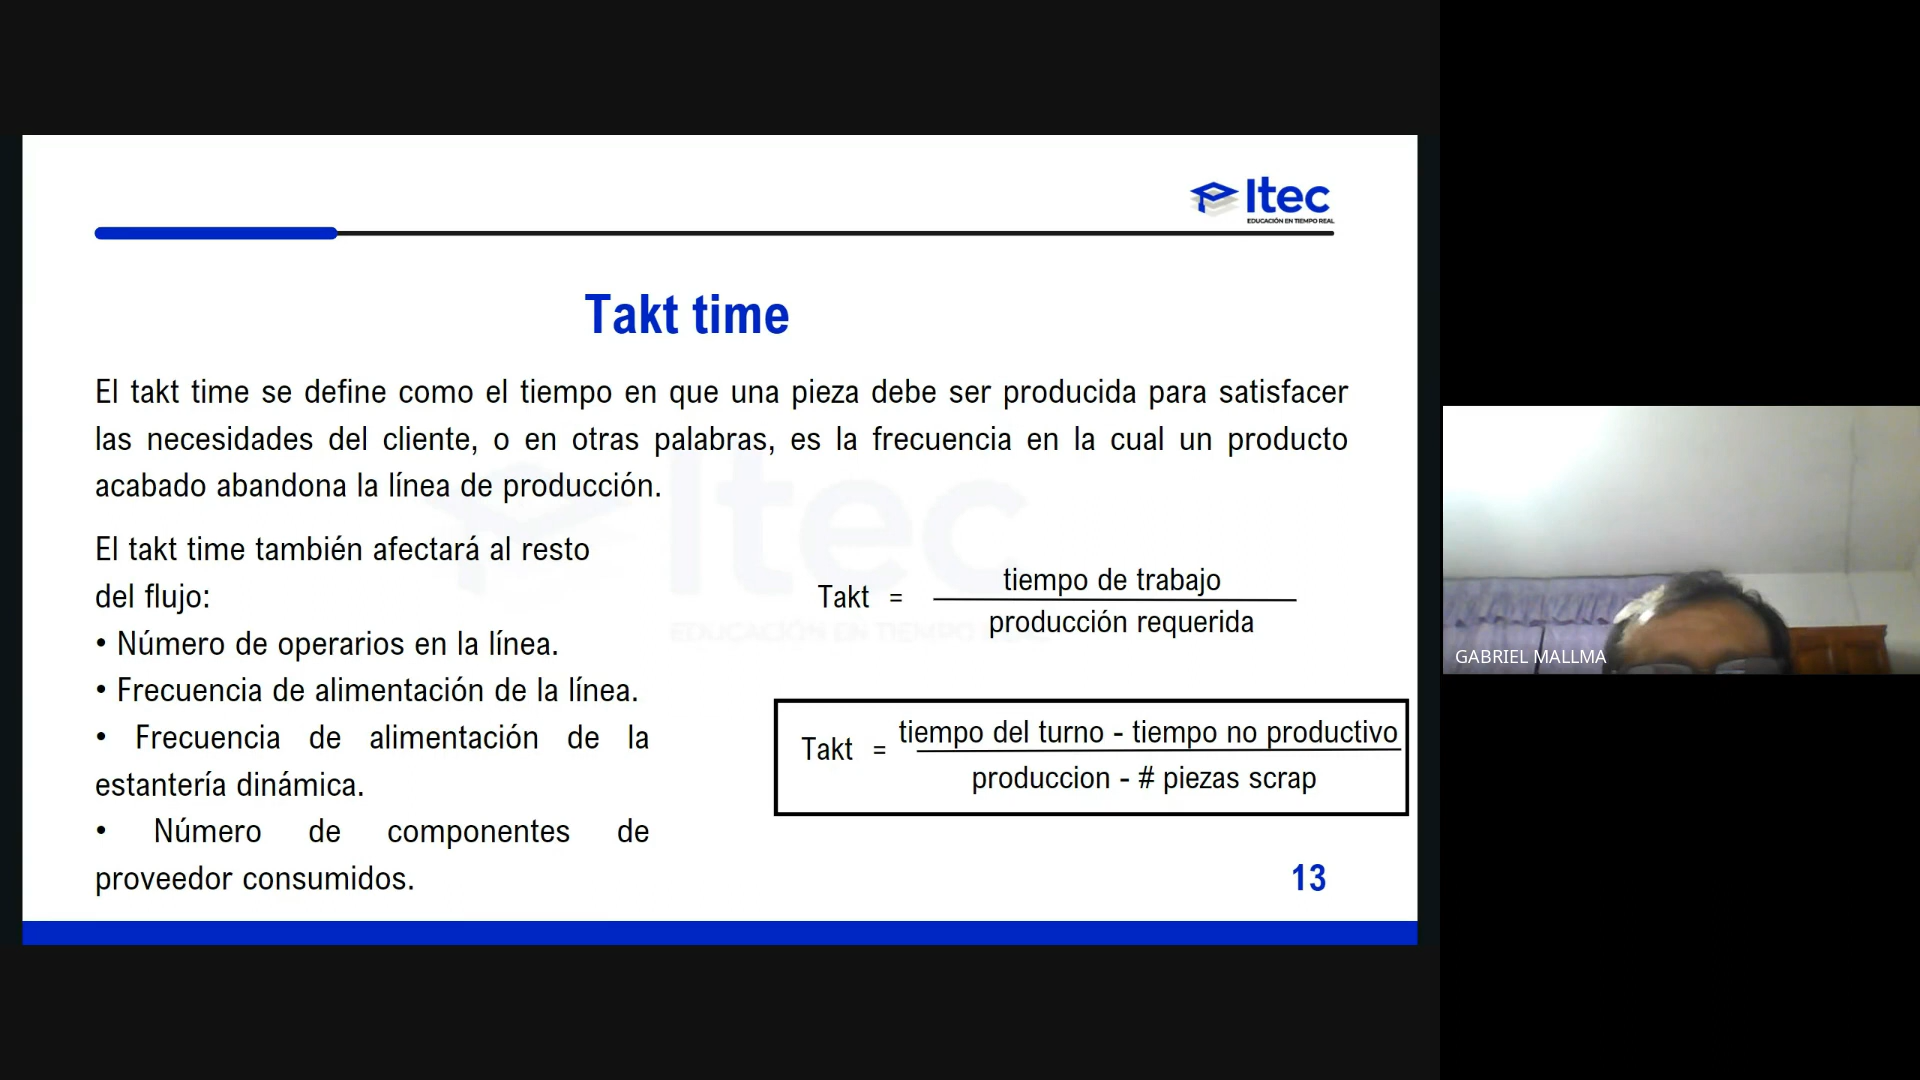 Itec
EDUCACIÓN EN TIEMPO REAL
Takt time
El takt time se define como el tiempo en que una pieza debe ser producida para satisfacer
las necesidades del cliente, o en otras palabras, es la frecuencia en la cual un producto
acabado abandona la línea de producción.
El takt time también afectará al resto
del flujo:
• Número de operarios en la línea.
• Frecuencia de alimentación de la línea.
• Frecuencia de alimentación de la
estantería dinámica.
• Número de componentes de
proveedor consumidos.
Itec
EDUCACIÓN EN TIEMPO REAL
tiempo de trabajo
Takt =
producción requerida
tiempo del turno - tiempo no productivo
Takt =
produccion - # piezas scrap
13
GABRIEL MALLMA